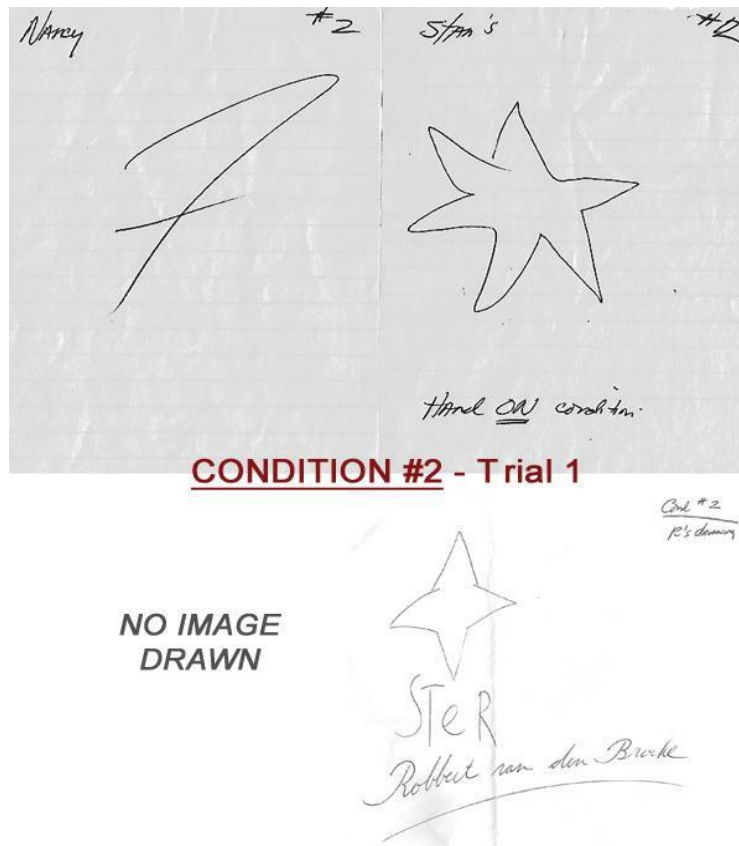 Nancy
#2
Stan's
#2
Hand ON condition.
CONDITION #2 - Trial 1
Cond #2
R's drawing
NO IMAGE
DRAWN
STeR
Robbert van den Broeke